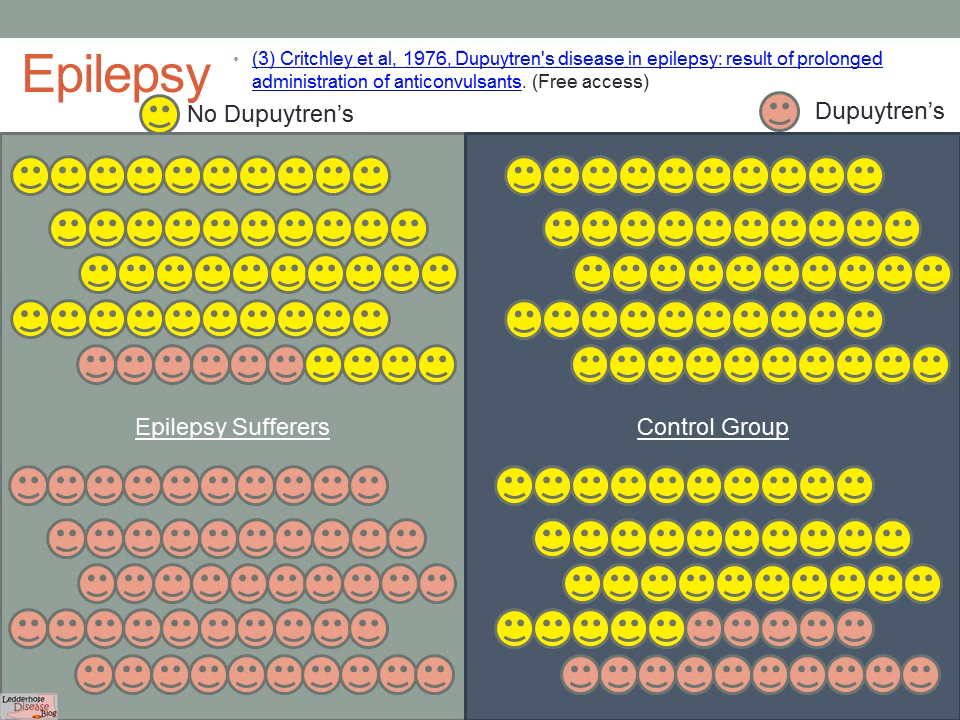 Epilepsy
• (3) Critchley et al, 1976, Dupuytren's disease in epilepsy: result of prolonged
administration of anticonvulsants. (Free access)
No Dupuytren’s
Dupuytren’s
Epilepsy Sufferers
Control Group
Ledderhose
Disease
Blog